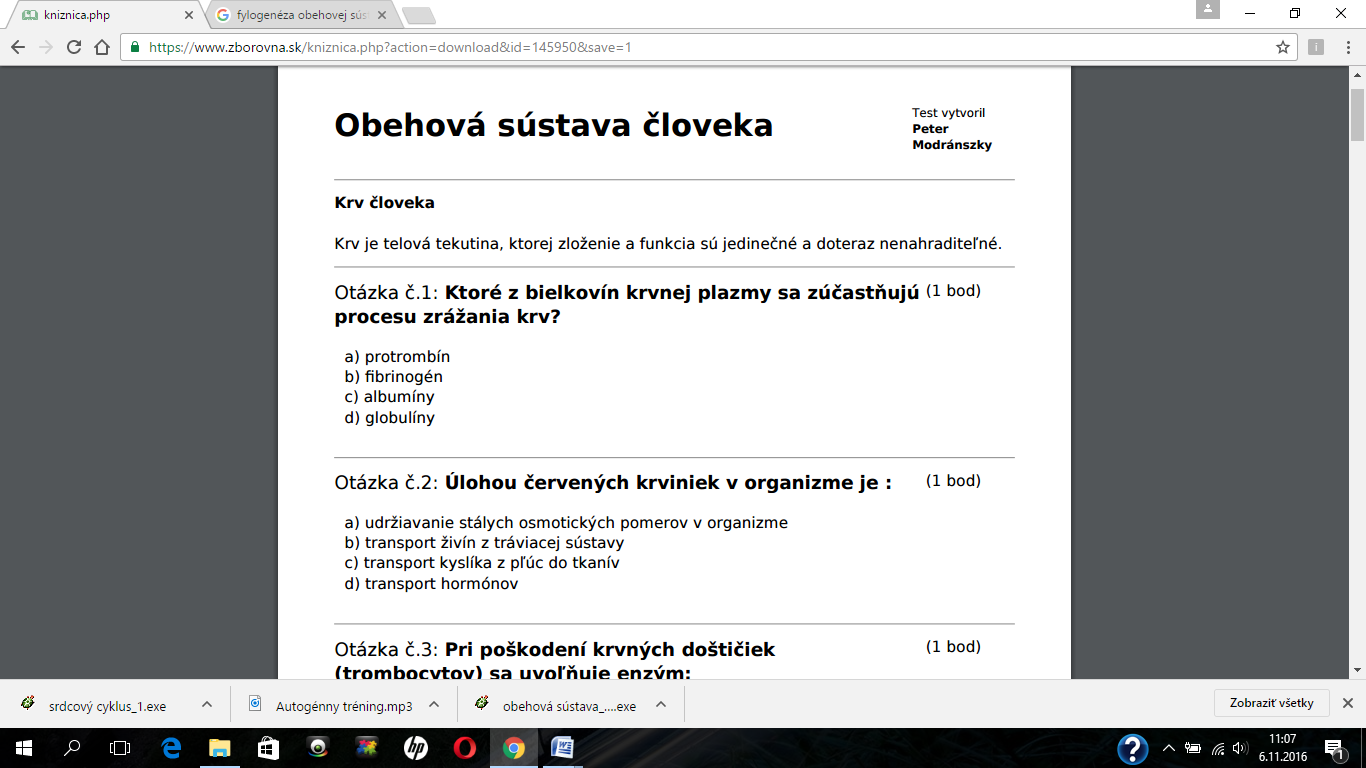 kniznica.php
fylogenéza obehovej sús
https://www.zborovna.sk/kniznica.php?action=download&id=145950&save=1
Obehová sústava človeka
Test vytvoril
Peter
Modránszky
Krv človeka
Krv je telová tekutina, ktorej zloženie a funkcia sú jedinečné a doteraz nenahraditeľné.
Otázka č.1: Ktoré z bielkovín krvnej plazmy sa zúčastňujú (1 bod)
procesu zrážania krv?
a) protrombín
b) fibrinogén
c) albumíny
d) globulíny
Otázka č.2: Úlohou červených krviniek v organizme je : (1 bod)
a) udržiavanie stálych osmotických pomerov v organizme
b) transport živín z tráviacej sústavy
c) transport kyslíka z pľúc do tkanív
d) transport hormónov
Otázka č.3: Pri poškodení krvných doštičiek (1 bod)
(trombocytov) sa uvoľňuje enzým:
srdcový cyklus_1.exe
Autogénny tréning.mp3
obehová sústava_....exe
Zobraziť všetky
11:07
6.11.2016
1